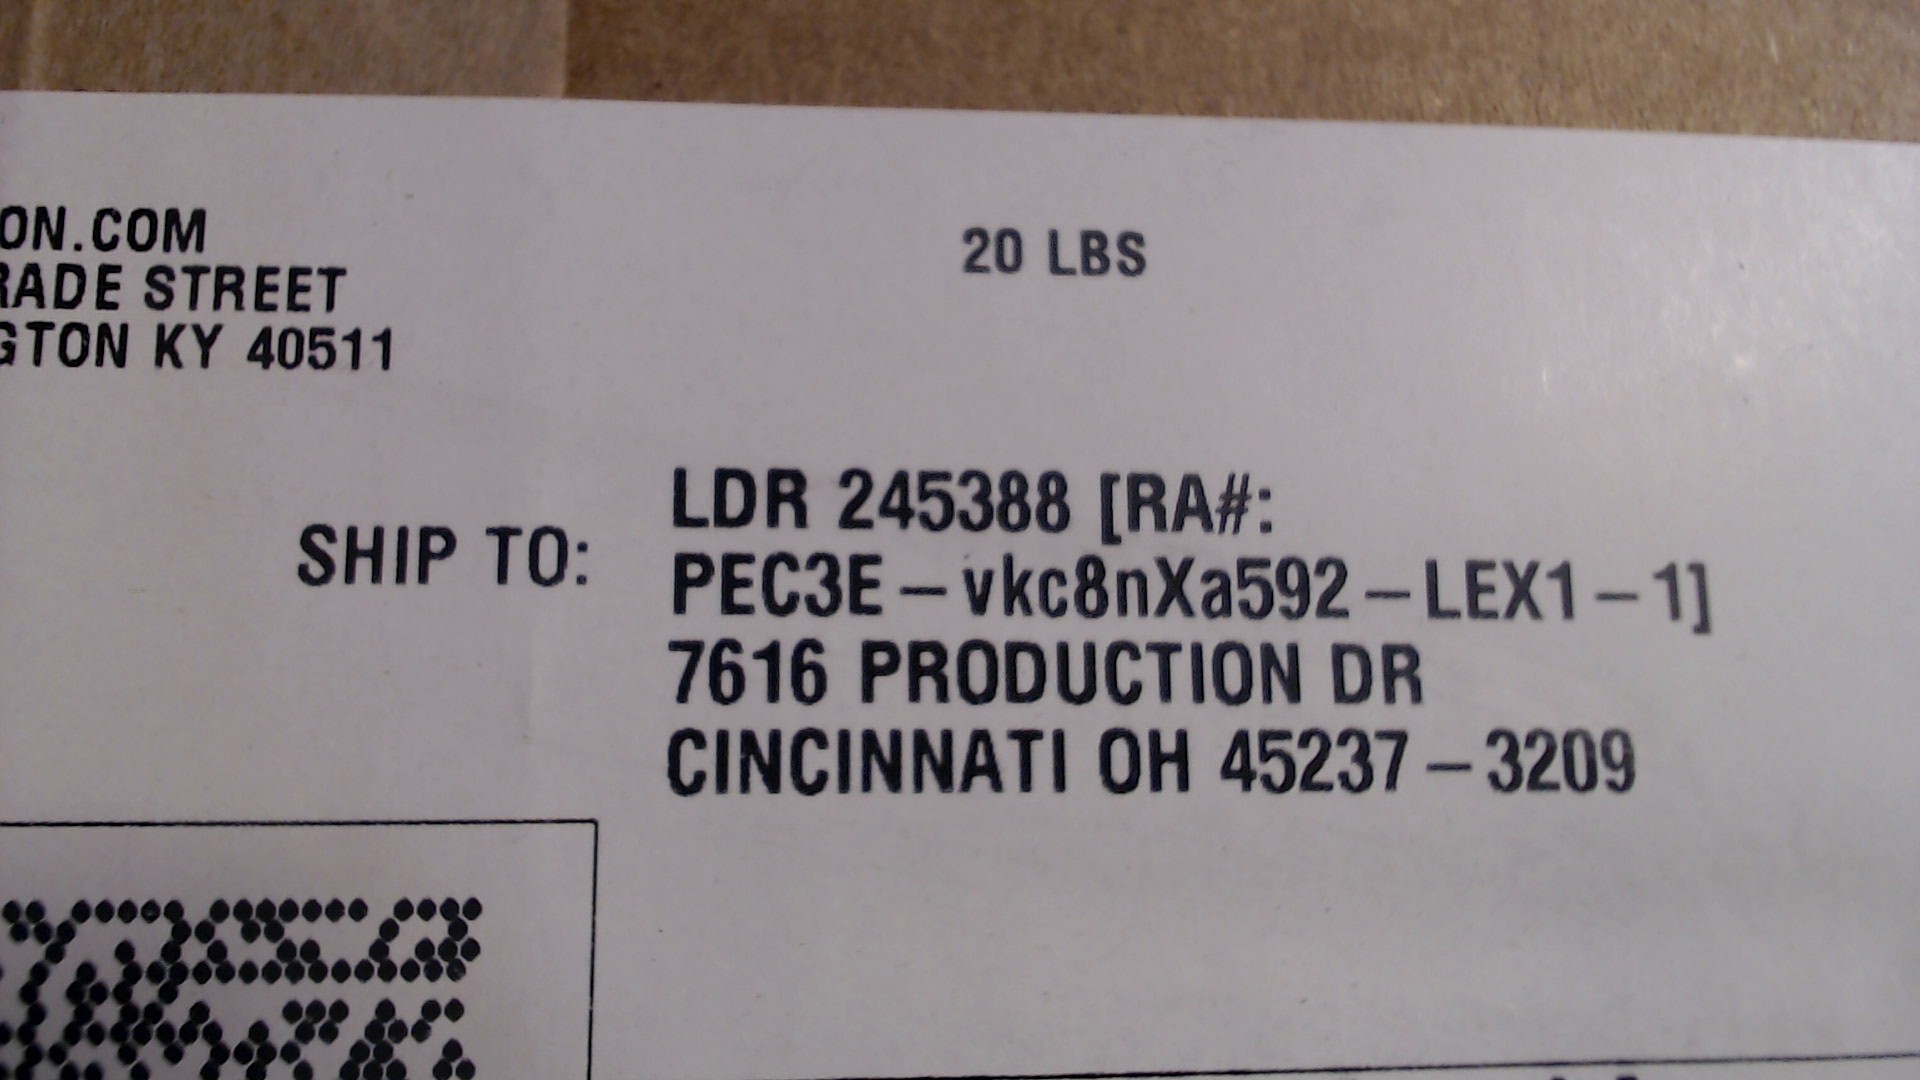 ON.COM
RADE STREET
GTON KY 40511
20 LBS
SHIP TO:
LDR 245388 [RA#:
PEC3E-vkc8nXa592-LEX1-1]
7616 PRODUCTION DR
CINCINNATI OH 45237-3209